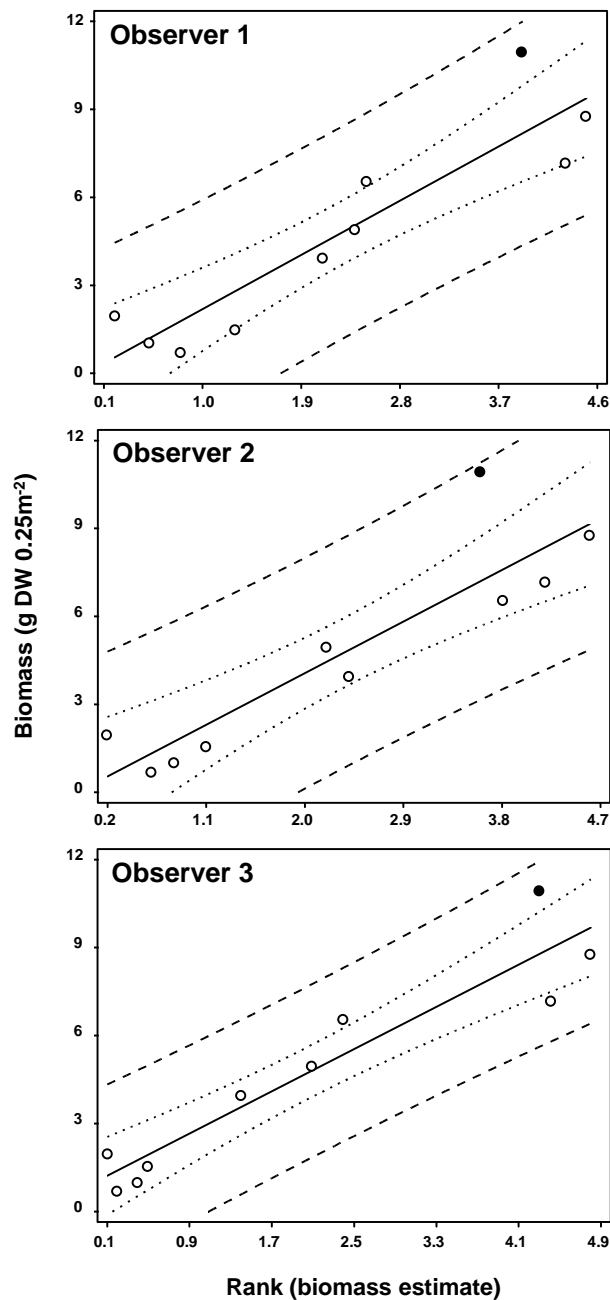 Observer 1
12
9
6
3
0
0.1 1.0 1.9 2.8 3.7 4.6
Observer 2
12
9
6
3
0
0.2 1.1 2.0 2.9 3.8 4.7
Biomass (g DW 0.25m-2)
Observer 3
12
9
6
3
0
0.1 0.9 1.7 2.5 3.3 4.1 4.9
Rank (biomass estimate)